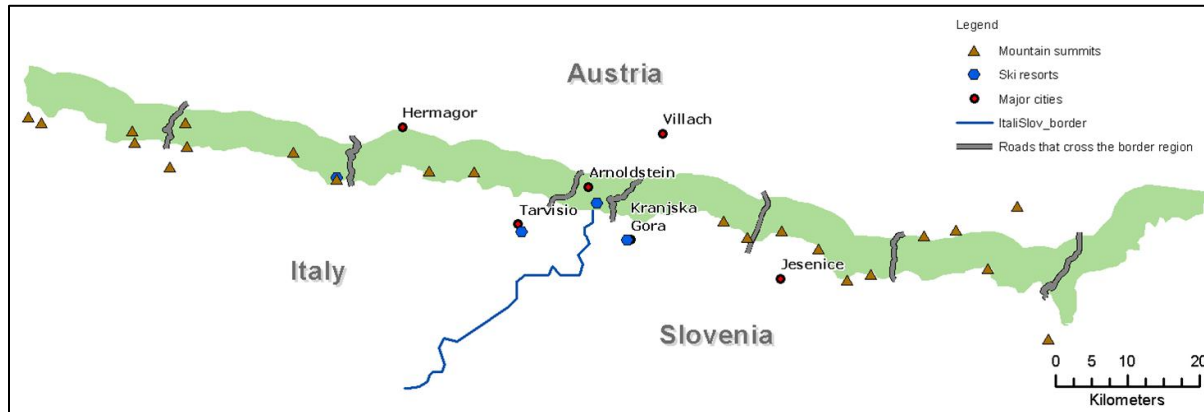 Legend
Mountain summits
Ski resorts
Major cities
ItaliSlov_border
Roads that cross the border region
Austria
Hermagor
Villach
Arnoldstein
Tarvisio
Kranjska
Gora
Italy
Jesenice
Slovenia
0 5 10 20
Kilometers